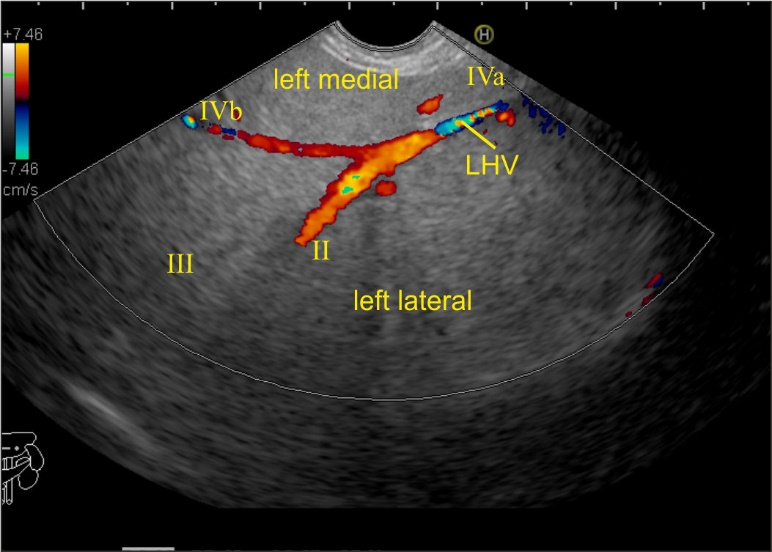 +7.46
H
IVa
left medial
IVb
LHV
-7.46
cm/s
II
III
left lateral